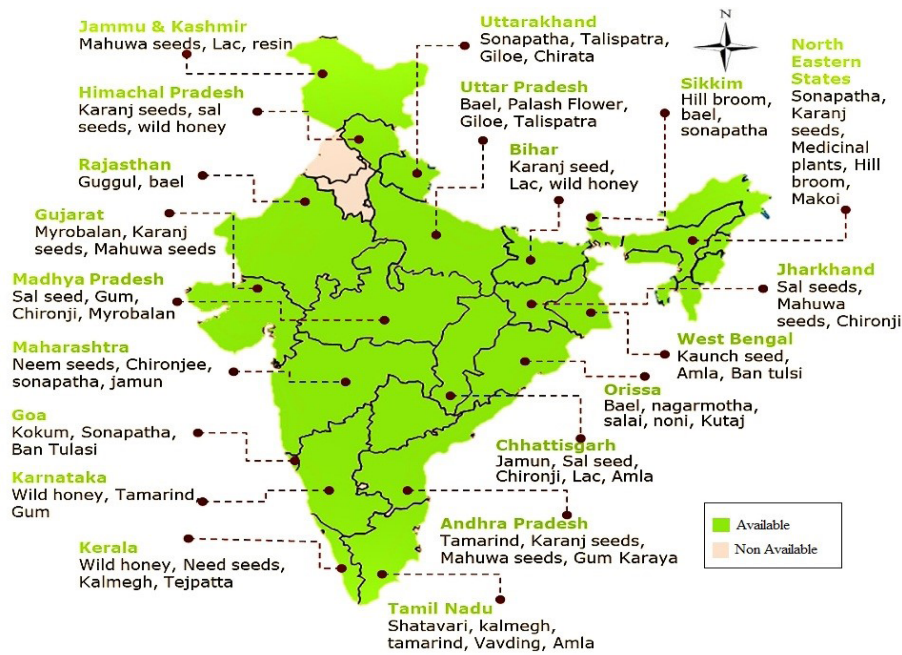 Jammu & Kashmir
Mahuwa seeds, Lac, resin
Himachal Pradesh
Karanj seeds, sal
seeds, wild honey
Rajasthan
Guggul, bael
Gujarat
Myrobalan, Karanj
seeds, Mahuwa seeds
Madhya Pradesh
Sal seed, Gum,
Chironji, Myrobalan
Maharashtra
Neem seeds, Chironjee,
sonapatha, jamun
Goa
Kokum, Sonapatha,
Ban Tulasi
Karnataka
Wild honey, Tamarind,
Gum
Kerala
Wild honey, Need seeds,
Kalmegh, Tejpatta
Uttarakhand
Sonapatha, Talispatra,
Giloe, Chirata
Uttar Pradesh
Bael, Palash Flower,
Giloe, Talispatra
Bihar
Karanj seed,
Lac, wild honey
N
Sikkim
Hill broom,
bael,
sonapatha
North
Eastern
States
Sonapatha,
Karanj
seeds,
Medicinal
plants, Hill
broom,
Makoi
Jharkhand
Sal seeds,
Mahuwa
seeds, Chironji
West Bengal
Kaunch seed,
Amla, Ban tulsi
Orissa
Bael, nagarmotha,
salai, noni, Kutaj
Chhattisgarh
Jamun, Sal seed,
Chironji, Lac, Amla
Andhra Pradesh
Tamarind, Karanj seeds,
Mahuwa seeds, Gum Karaya
Tamil Nadu
Shatavari, kalmegh,
tamarind, Vavding, Amla
Available
Non Available